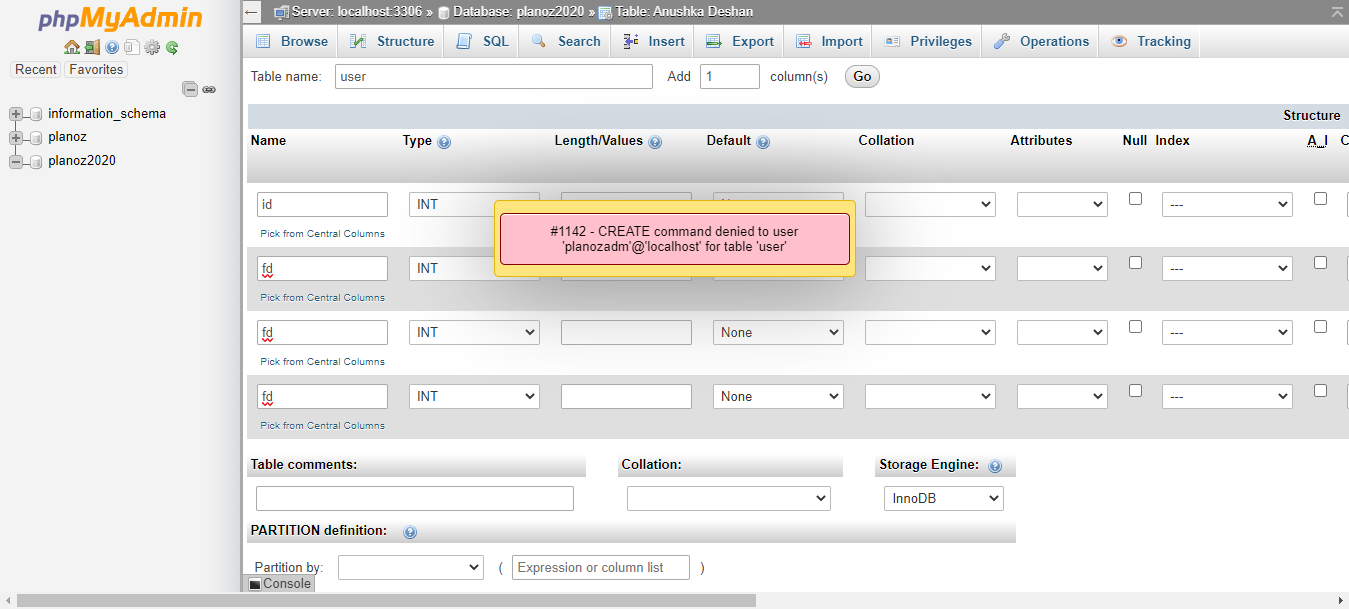 phpMyAdmin
Recent Favorites
information_schema
planoz
planoz2020
Server: localhost:3306 » Database: planoz2020 » Table: Anushka Deshan
Browse Structure SQL Search Insert Export Import Privileges Operations Tracking
Table name: user Add 1 column(s) Go
Structure
Name Type Length/Values Default Collation Attributes Null Index A_I C
id INT ---
Pick from Central Columns
#1142 - CREATE command denied to user
'planozadm'@'localhost' for table 'user'
fd INT ---
Pick from Central Columns
fd INT None ---
Pick from Central Columns
fd INT None ---
Pick from Central Columns
Table comments: Collation: Storage Engine:
InnoDB
PARTITION definition:
Partition by: ( Expression or column list )
Console